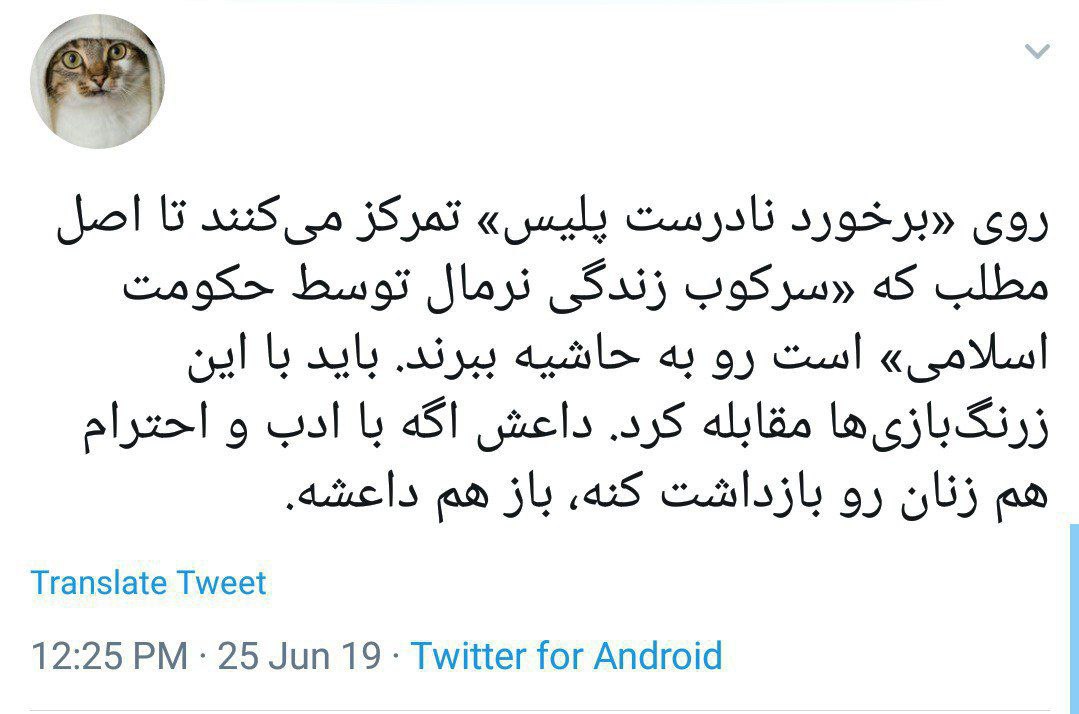 روی «برخورد نادرست پلیس» تمرکز می‌کنند تا اصل
مطلب که «سرکوب زندگی نرمال توسط حکومت
اسلامی» است رو به حاشیه ببرند. باید با این
زرنگ‌بازی‌ها مقابله کرد. داعش اگه با ادب و احترام
هم زنان رو بازداشت کنه، باز هم داعشه.
Translate Tweet
12:25 PM · 25 Jun 19 · Twitter for Android